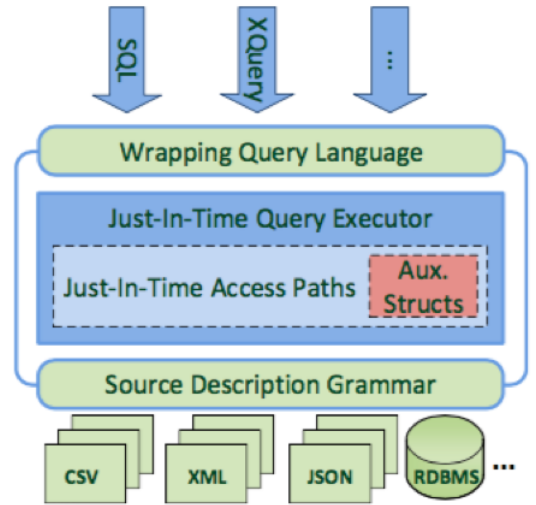 SQL
XQuery
...
Wrapping Query Language
Just-In-Time Query Executor
Just-In-Time Access Paths
Aux.
Structs
Source Description Grammar
CSV
XML
JSON
RDBMS
...